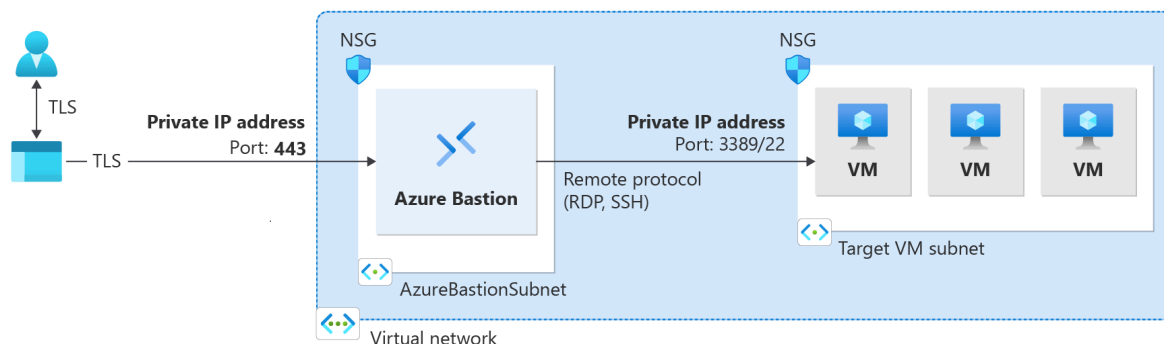 NSG
NSG
TLS
Private IP address
Port: 443
TLS
Azure Bastion
Private IP address
Port: 3389/22
Remote protocol
(RDP, SSH)
VM
VM
VM
Target VM subnet
AzureBastionSubnet
Virtual network